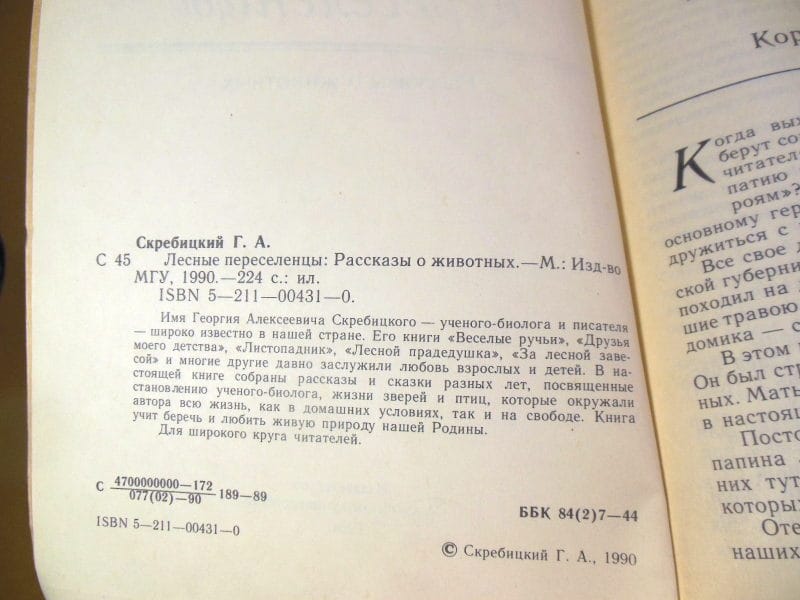 Скребицкий Г. А.
С 45 Лесные переселенцы: Рассказы о животных.—М.: Изд-во
МГУ, 1990.—224 с.: ил.
ISBN 5—211—00431—0.
Имя Георгия Алексеевича Скребицкого — ученого-биолога и писателя
— широко известно в нашей стране. Его книги «Веселые ручьи», «Друзья
моего детства», «Листопадник», «Лесной прадедушка», «За лесной завесой» и многие другие давно заслужили любовь взрослых и детей. В настоящей книге собраны рассказы и сказки разных лет, посвященные
становлению ученого-биолога, жизни зверей и птиц, которые окружали
автора всю жизнь, как в домашних условиях, так и на свободе. Книга
учит беречь и любить живую природу нашей Родины.
Для широкого круга читателей.
С 4700000000—172
077(02)—90 189—89
ББК 84(2)7—44
ISBN 5—211—00431—0
© Скребицкий Г. А., 1990
Кор
Когда вых
берут со
читател
патию
роям»?
основному гер
дружиться с
Все свое д
ской губерни
походил на
шие травою
домика — с
В этом
Он был стр
ных. Мать
в настоящ
Посто
папина
них тут
которых
Оте
наших